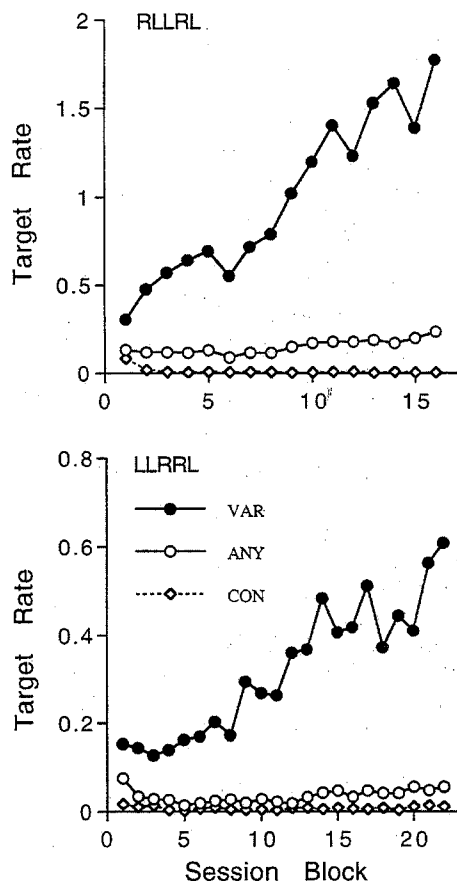 RLLRL
2
1.5
1
0.5
0
Target Rate
0 5 10 15
LLRRL
0.8
0.6
0.4
0.2
0
VAR
ANY
CON
Target Rate
0 5 10 15 20
Session Block